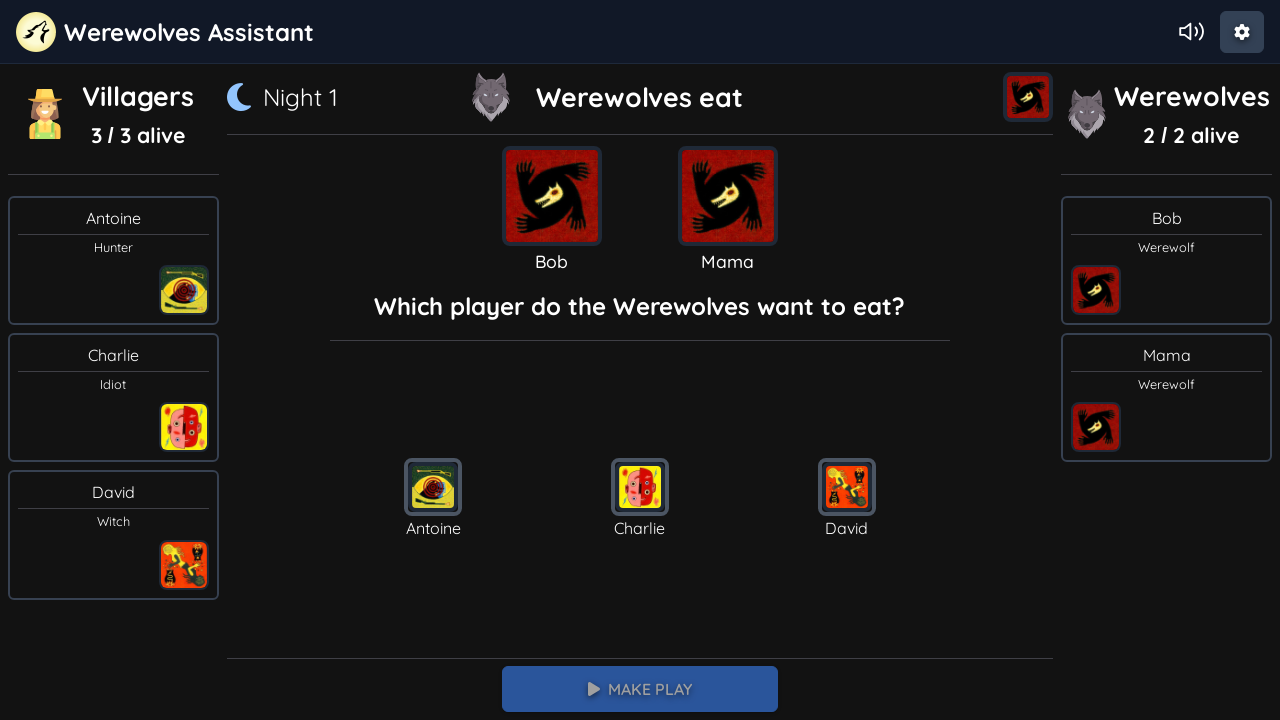 Werewolves Assistant
Villagers
3 / 3 alive
Antoine
Hunter
Charlie
Idiot
David
Witch
Night 1
Werewolves eat
Bob
Mama
Which player do the Werewolves want to eat?
Antoine
Charlie
David
MAKE PLAY
Werewolves
2 / 2 alive
Bob
Werewolf
Mama
Werewolf